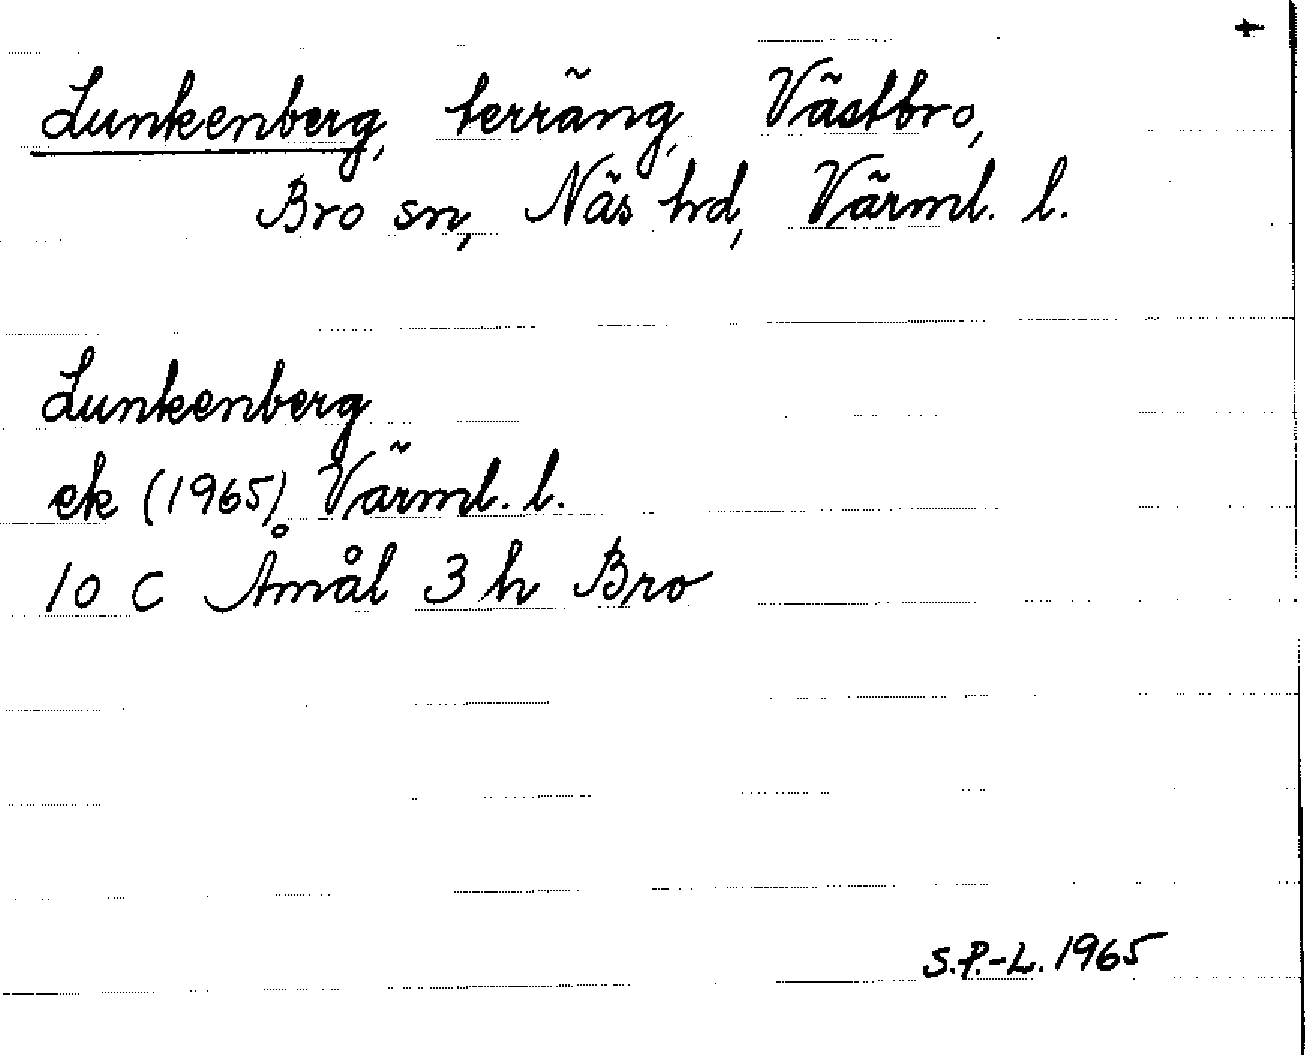 +
Lunkenberg, terräng, Västbro,
Bro sn, Näs hd, Värml. l.
Lunkenberg
ek (1965) Värml. l.
10 C Åmål 3 h Bro
S.P.-L. 1965